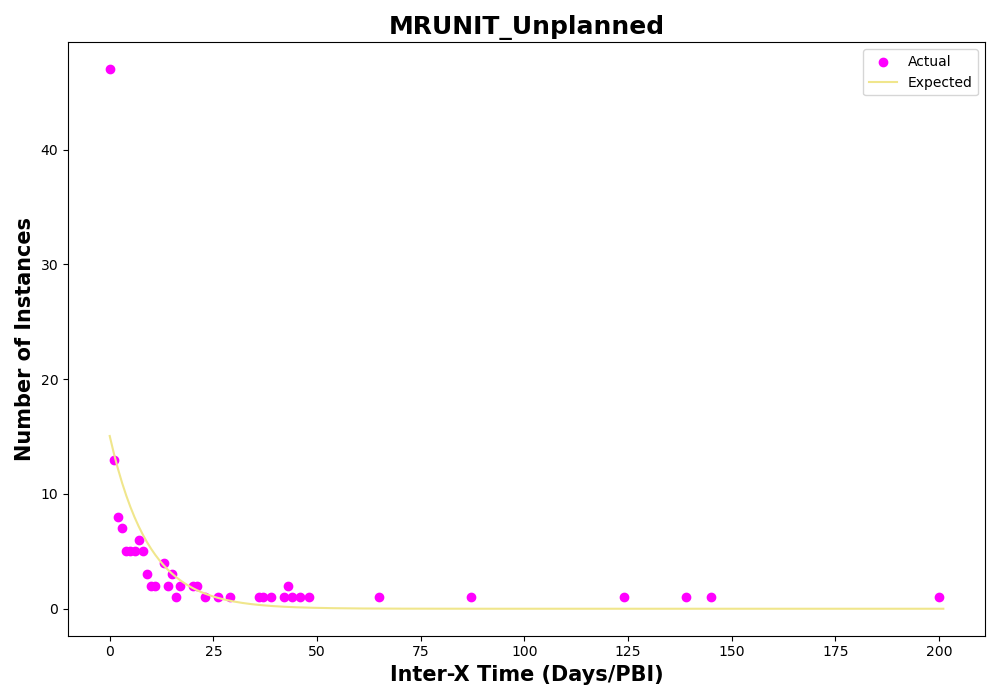 MRUNIT_Unplanned
Actual
Expected
Number of Instances
40
30
20
10
0
0 25 50 75 100 125 150 175 200
Inter-X Time (Days/PBI)